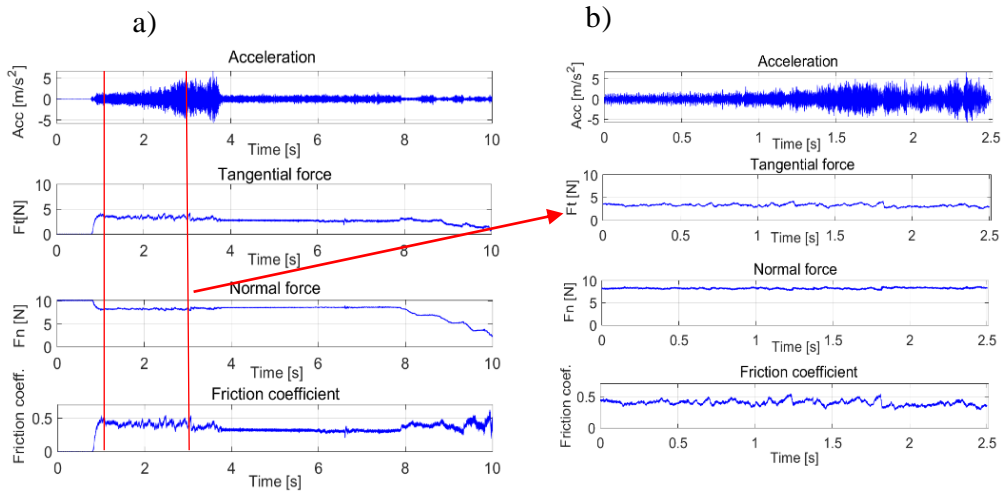 a)
Acceleration
Acc [m/s²]
5
0
-5
0 2 4 6 8 10
Time [s]
Tangential force
Ft[N]
10
5
0
0 2 4 6 8 10
Time [s]
Normal force
Fn [N]
10
5
0
0 2 4 6 8 10
Time [s]
Friction coefficient
Friction coeff.
0.5
0
0 2 4 6 8 10
Time [s]
b)
Acceleration
Acc [m/s²]
5
0
-5
0 0.5 1 1.5 2 2.5
Time [s]
Tangential force
Ft [N]
10
5
0
0 0.5 1 1.5 2 2.5
Time [s]
Normal force
Fn [N]
10
5
0
0 0.5 1 1.5 2 2.5
Time [s]
Friction coefficient
Friction coef.
0.5
0
0 0.5 1 1.5 2 2.5
Time [s]